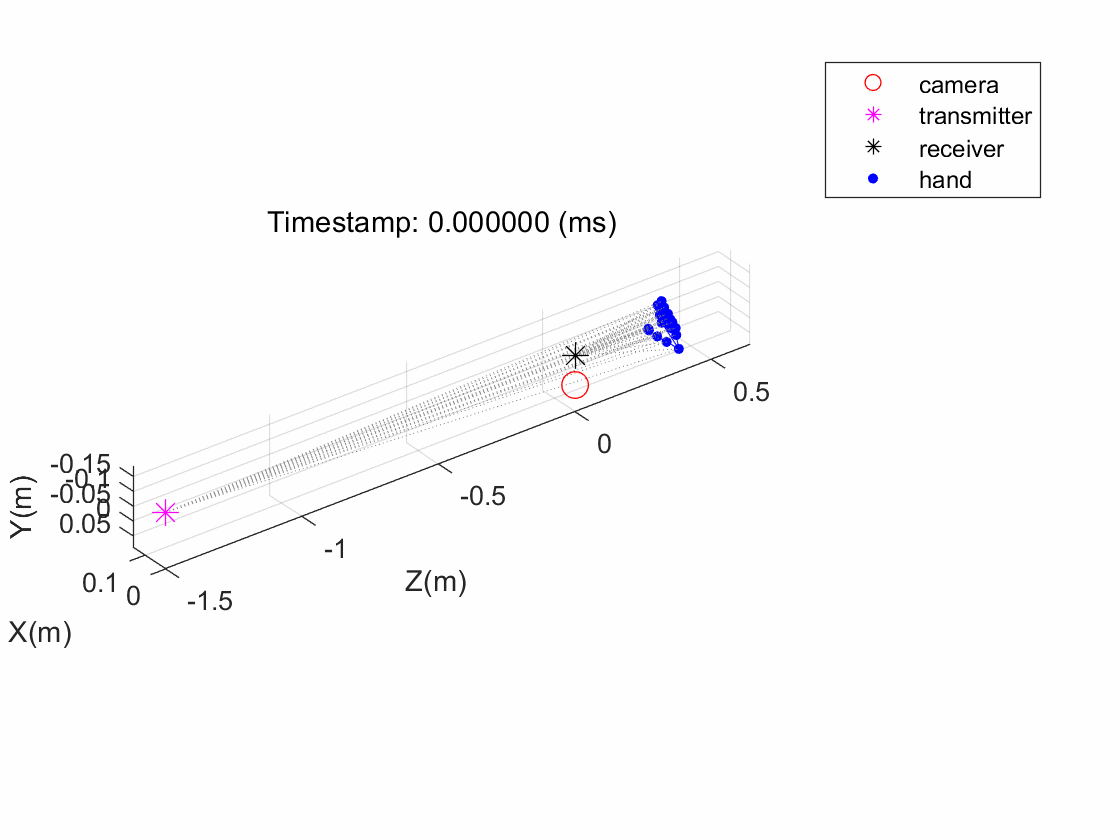 camera
transmitter
receiver
hand
Timestamp: 0.000000 (ms)
0.5
0
-0.5
-1
-1.5
Z(m)
-0.15
-0.1
-0.05
0
0.05
Y(m)
0.1
0
X(m)